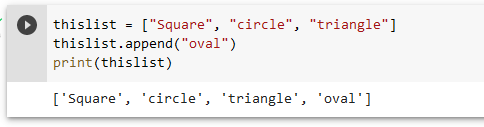 thislist = ["Square", "circle", "triangle"]
thislist.append("oval")
print(thislist)
['Square', 'circle', 'triangle', 'oval']